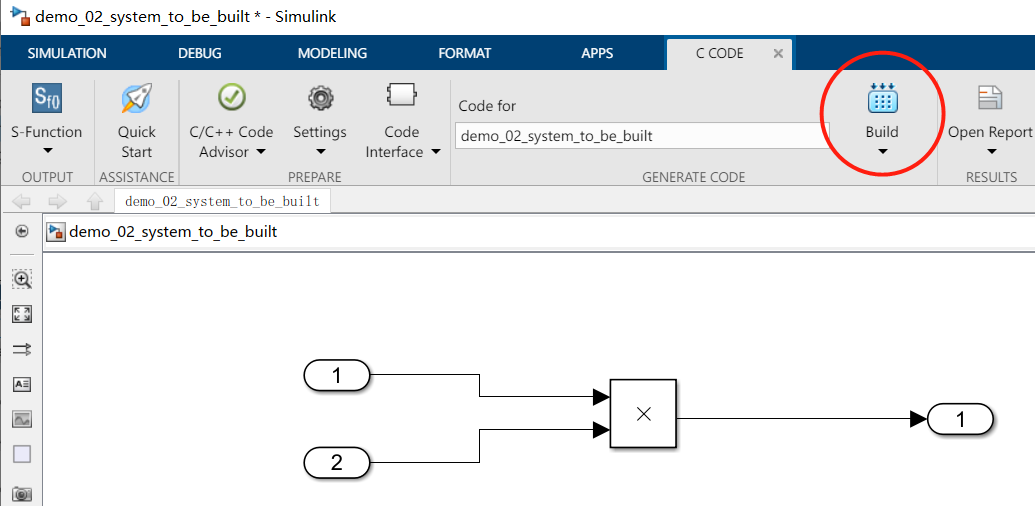 demo_02_system_to_be_built * - Simulink
SIMULATION DEBUG MODELING FORMAT APPS C CODE ×
Sf() Code for
S-Function Quick C/C++ Code Settings Code demo_02_system_to_be_built Build Open Report
Start Advisor Interface
OUTPUT ASSISTANCE PREPARE GENERATE CODE RESULTS
demo_02_system_to_be_built
demo_02_system_to_be_built
A
1
×
1
2